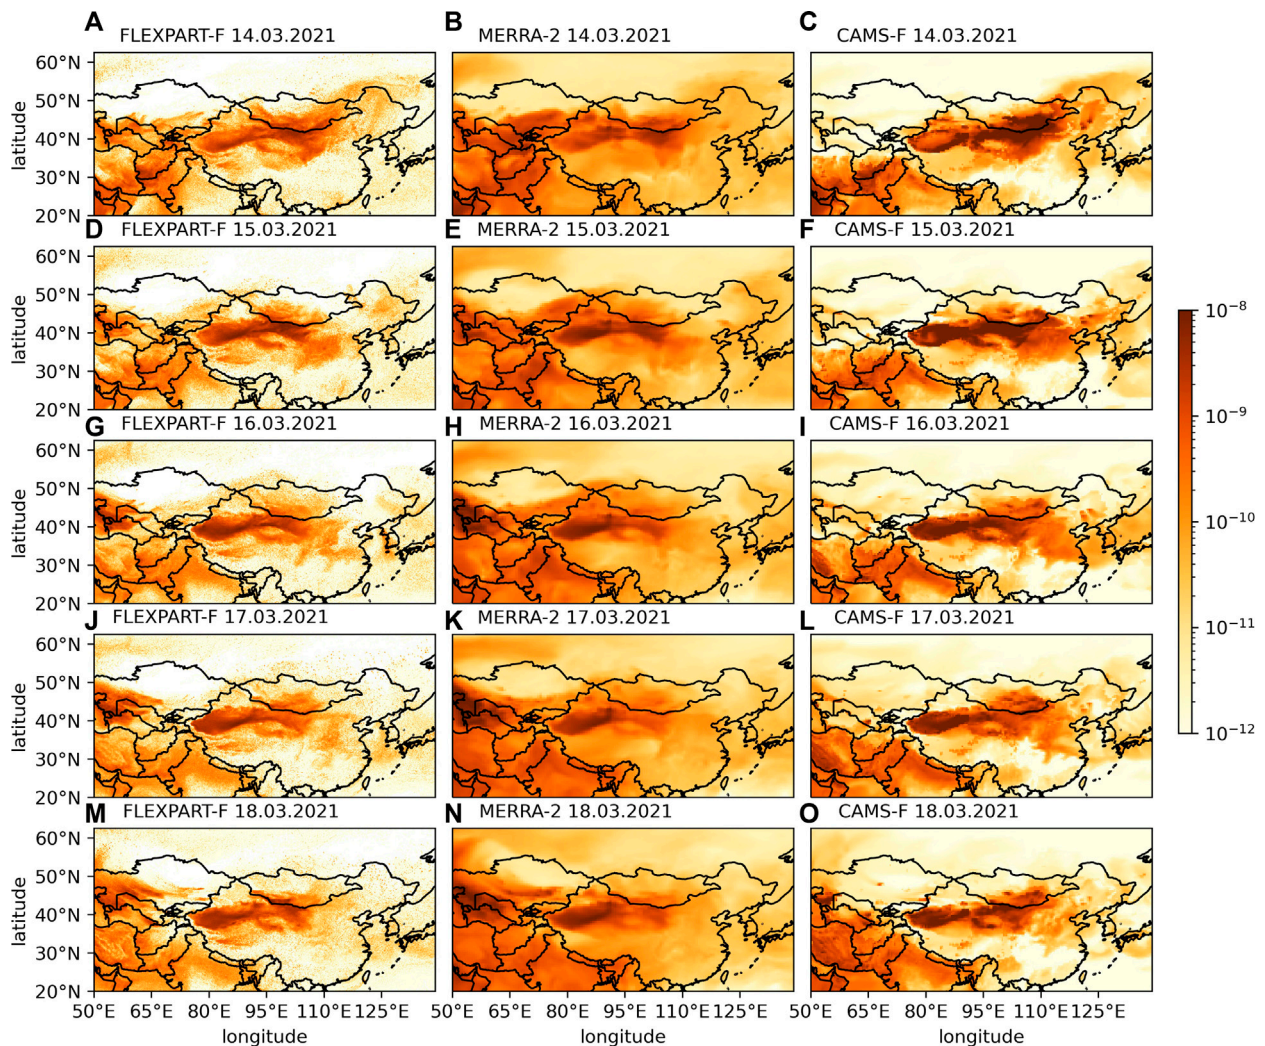 A FLEXPART-F 14.03.2021
B MERRA-2 14.03.2021
C CAMS-F 14.03.2021
60°N
50°N
40°N
30°N
20°N
latitude
D FLEXPART-F 15.03.2021
E MERRA-2 15.03.2021
F CAMS-F 15.03.2021
60°N
50°N
40°N
30°N
20°N
latitude
G FLEXPART-F 16.03.2021
H MERRA-2 16.03.2021
I CAMS-F 16.03.2021
60°N
50°N
40°N
30°N
20°N
latitude
J FLEXPART-F 17.03.2021
K MERRA-2 17.03.2021
L CAMS-F 17.03.2021
60°N
50°N
40°N
30°N
20°N
latitude
M FLEXPART-F 18.03.2021
N MERRA-2 18.03.2021
O CAMS-F 18.03.2021
60°N
50°N
40°N
30°N
20°N
latitude
50°E 65°E 80°E 95°E 110°E 125°E
50°E 65°E 80°E 95°E 110°E 125°E
50°E 65°E 80°E 95°E 110°E 125°E
longitude
longitude
longitude
10⁻⁸
10⁻⁹
10⁻¹⁰
10⁻¹¹
10⁻¹²